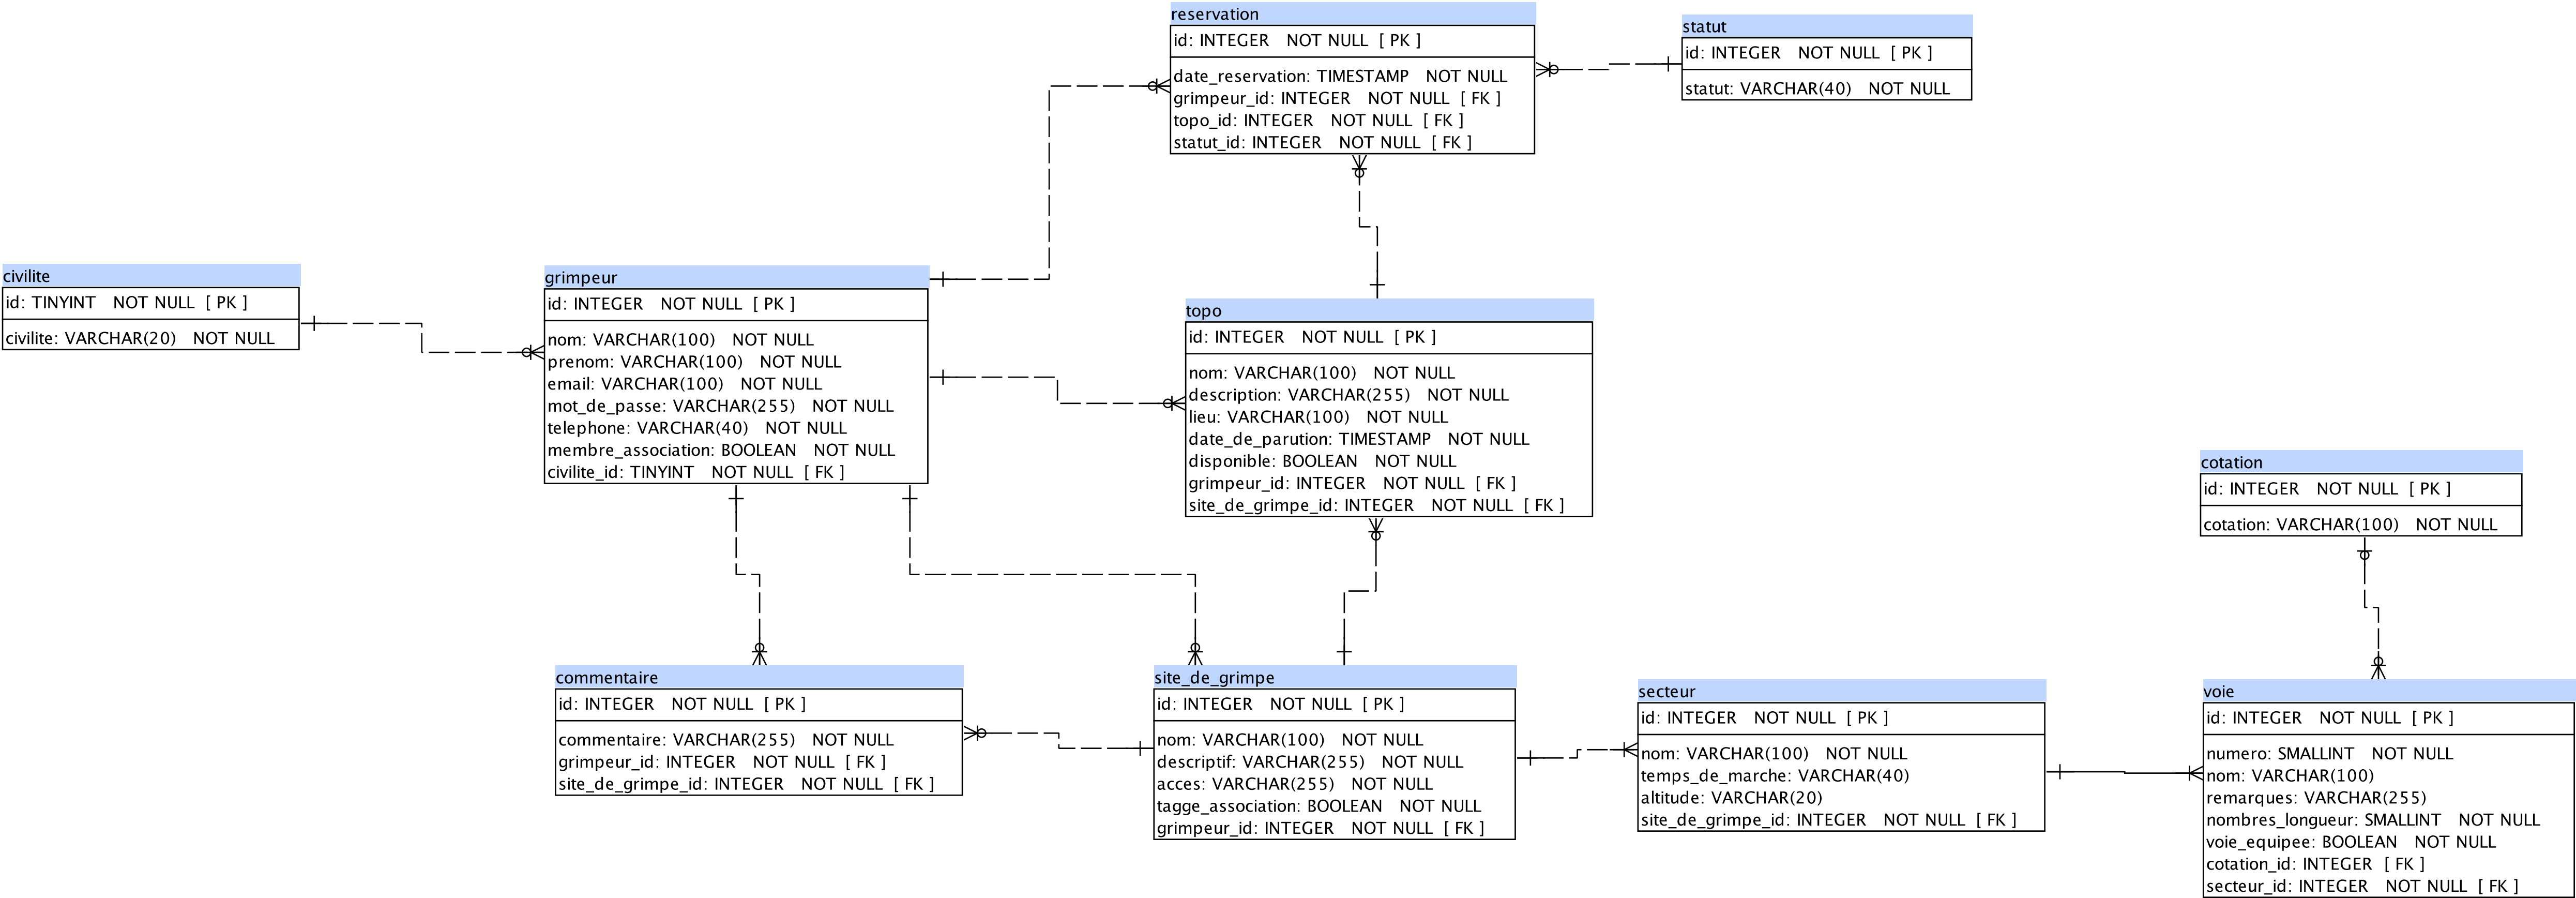 reservation
id: INTEGER NOT NULL [ PK ]
date_reservation: TIMESTAMP NOT NULL
grimpeur_id: INTEGER NOT NULL [ FK ]
topo_id: INTEGER NOT NULL [ FK ]
statut_id: INTEGER NOT NULL [ FK ]
statut
id: INTEGER NOT NULL [ PK ]
statut: VARCHAR(40) NOT NULL
civilite
id: TINYINT NOT NULL [ PK ]
civilite: VARCHAR(20) NOT NULL
grimpeur
id: INTEGER NOT NULL [ PK ]
nom: VARCHAR(100) NOT NULL
prenom: VARCHAR(100) NOT NULL
email: VARCHAR(100) NOT NULL
mot_de_passe: VARCHAR(255) NOT NULL
telephone: VARCHAR(40) NOT NULL
membre_association: BOOLEAN NOT NULL
civilite_id: TINYINT NOT NULL [ FK ]
topo
id: INTEGER NOT NULL [ PK ]
nom: VARCHAR(100) NOT NULL
description: VARCHAR(255) NOT NULL
lieu: VARCHAR(100) NOT NULL
date_de_parution: TIMESTAMP NOT NULL
disponible: BOOLEAN NOT NULL
grimpeur_id: INTEGER NOT NULL [ FK ]
site_de_grimpe_id: INTEGER NOT NULL [ FK ]
cotation
id: INTEGER NOT NULL [ PK ]
cotation: VARCHAR(100) NOT NULL
commentaire
id: INTEGER NOT NULL [ PK ]
commentaire: VARCHAR(255) NOT NULL
grimpeur_id: INTEGER NOT NULL [ FK ]
site_de_grimpe_id: INTEGER NOT NULL [ FK ]
site_de_grimpe
id: INTEGER NOT NULL [ PK ]
nom: VARCHAR(100) NOT NULL
descriptif: VARCHAR(255) NOT NULL
acces: VARCHAR(255) NOT NULL
tagge_association: BOOLEAN NOT NULL
grimpeur_id: INTEGER NOT NULL [ FK ]
secteur
id: INTEGER NOT NULL [ PK ]
nom: VARCHAR(100) NOT NULL
temps_de_marche: VARCHAR(40)
altitude: VARCHAR(20)
site_de_grimpe_id: INTEGER NOT NULL [ FK ]
voie
id: INTEGER NOT NULL [ PK ]
numero: SMALLINT NOT NULL
nom: VARCHAR(100)
remarques: VARCHAR(255)
nombres_longueur: SMALLINT NOT NULL
voie_equipee: BOOLEAN NOT NULL
cotation_id: INTEGER [ FK ]
secteur_id: INTEGER NOT NULL [ FK ]